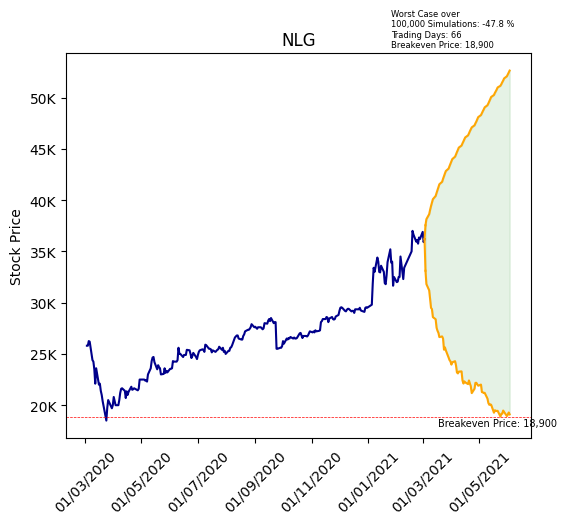 Worst Case over
100,000 Simulations: -47.8 %
Trading Days: 66
Breakeven Price: 18,900
NLG
Stock Price
50K
45K
40K
35K
30K
25K
20K
Breakeven Price: 18,900
01/03/2020
01/05/2020
01/07/2020
01/09/2020
01/11/2020
01/01/2021
01/03/2021
01/05/2021